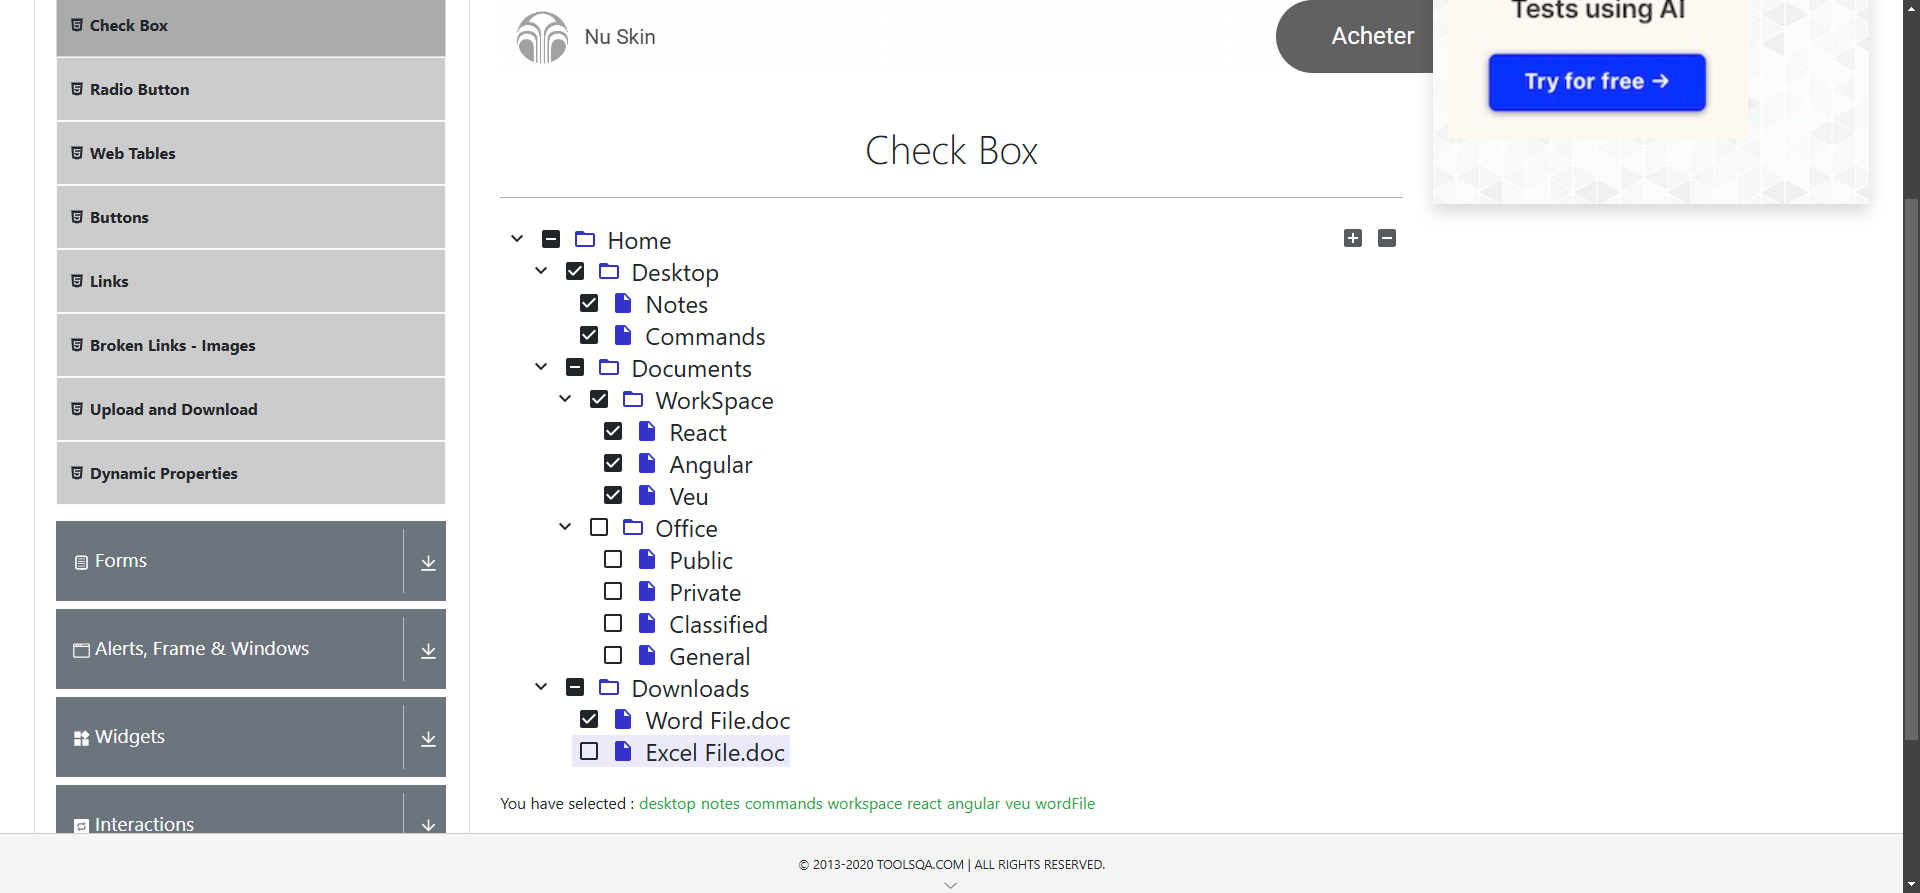 Check Box
Radio Button
Web Tables
Buttons
Links
Broken Links - Images
Upload and Download
Dynamic Properties
Forms
Alerts, Frame & Windows
Widgets
Interactions
Nu Skin
Acheter
Tests using AI
Try for free →
Check Box
Home
Desktop
Notes
Commands
Documents
WorkSpace
React
Angular
Veu
Office
Public
Private
Classified
General
Downloads
Word File.doc
Excel File.doc
You have selected : desktop notes commands workspace react angular veu wordFile
© 2013-2020 TOOLSQA.COM | ALL RIGHTS RESERVED.